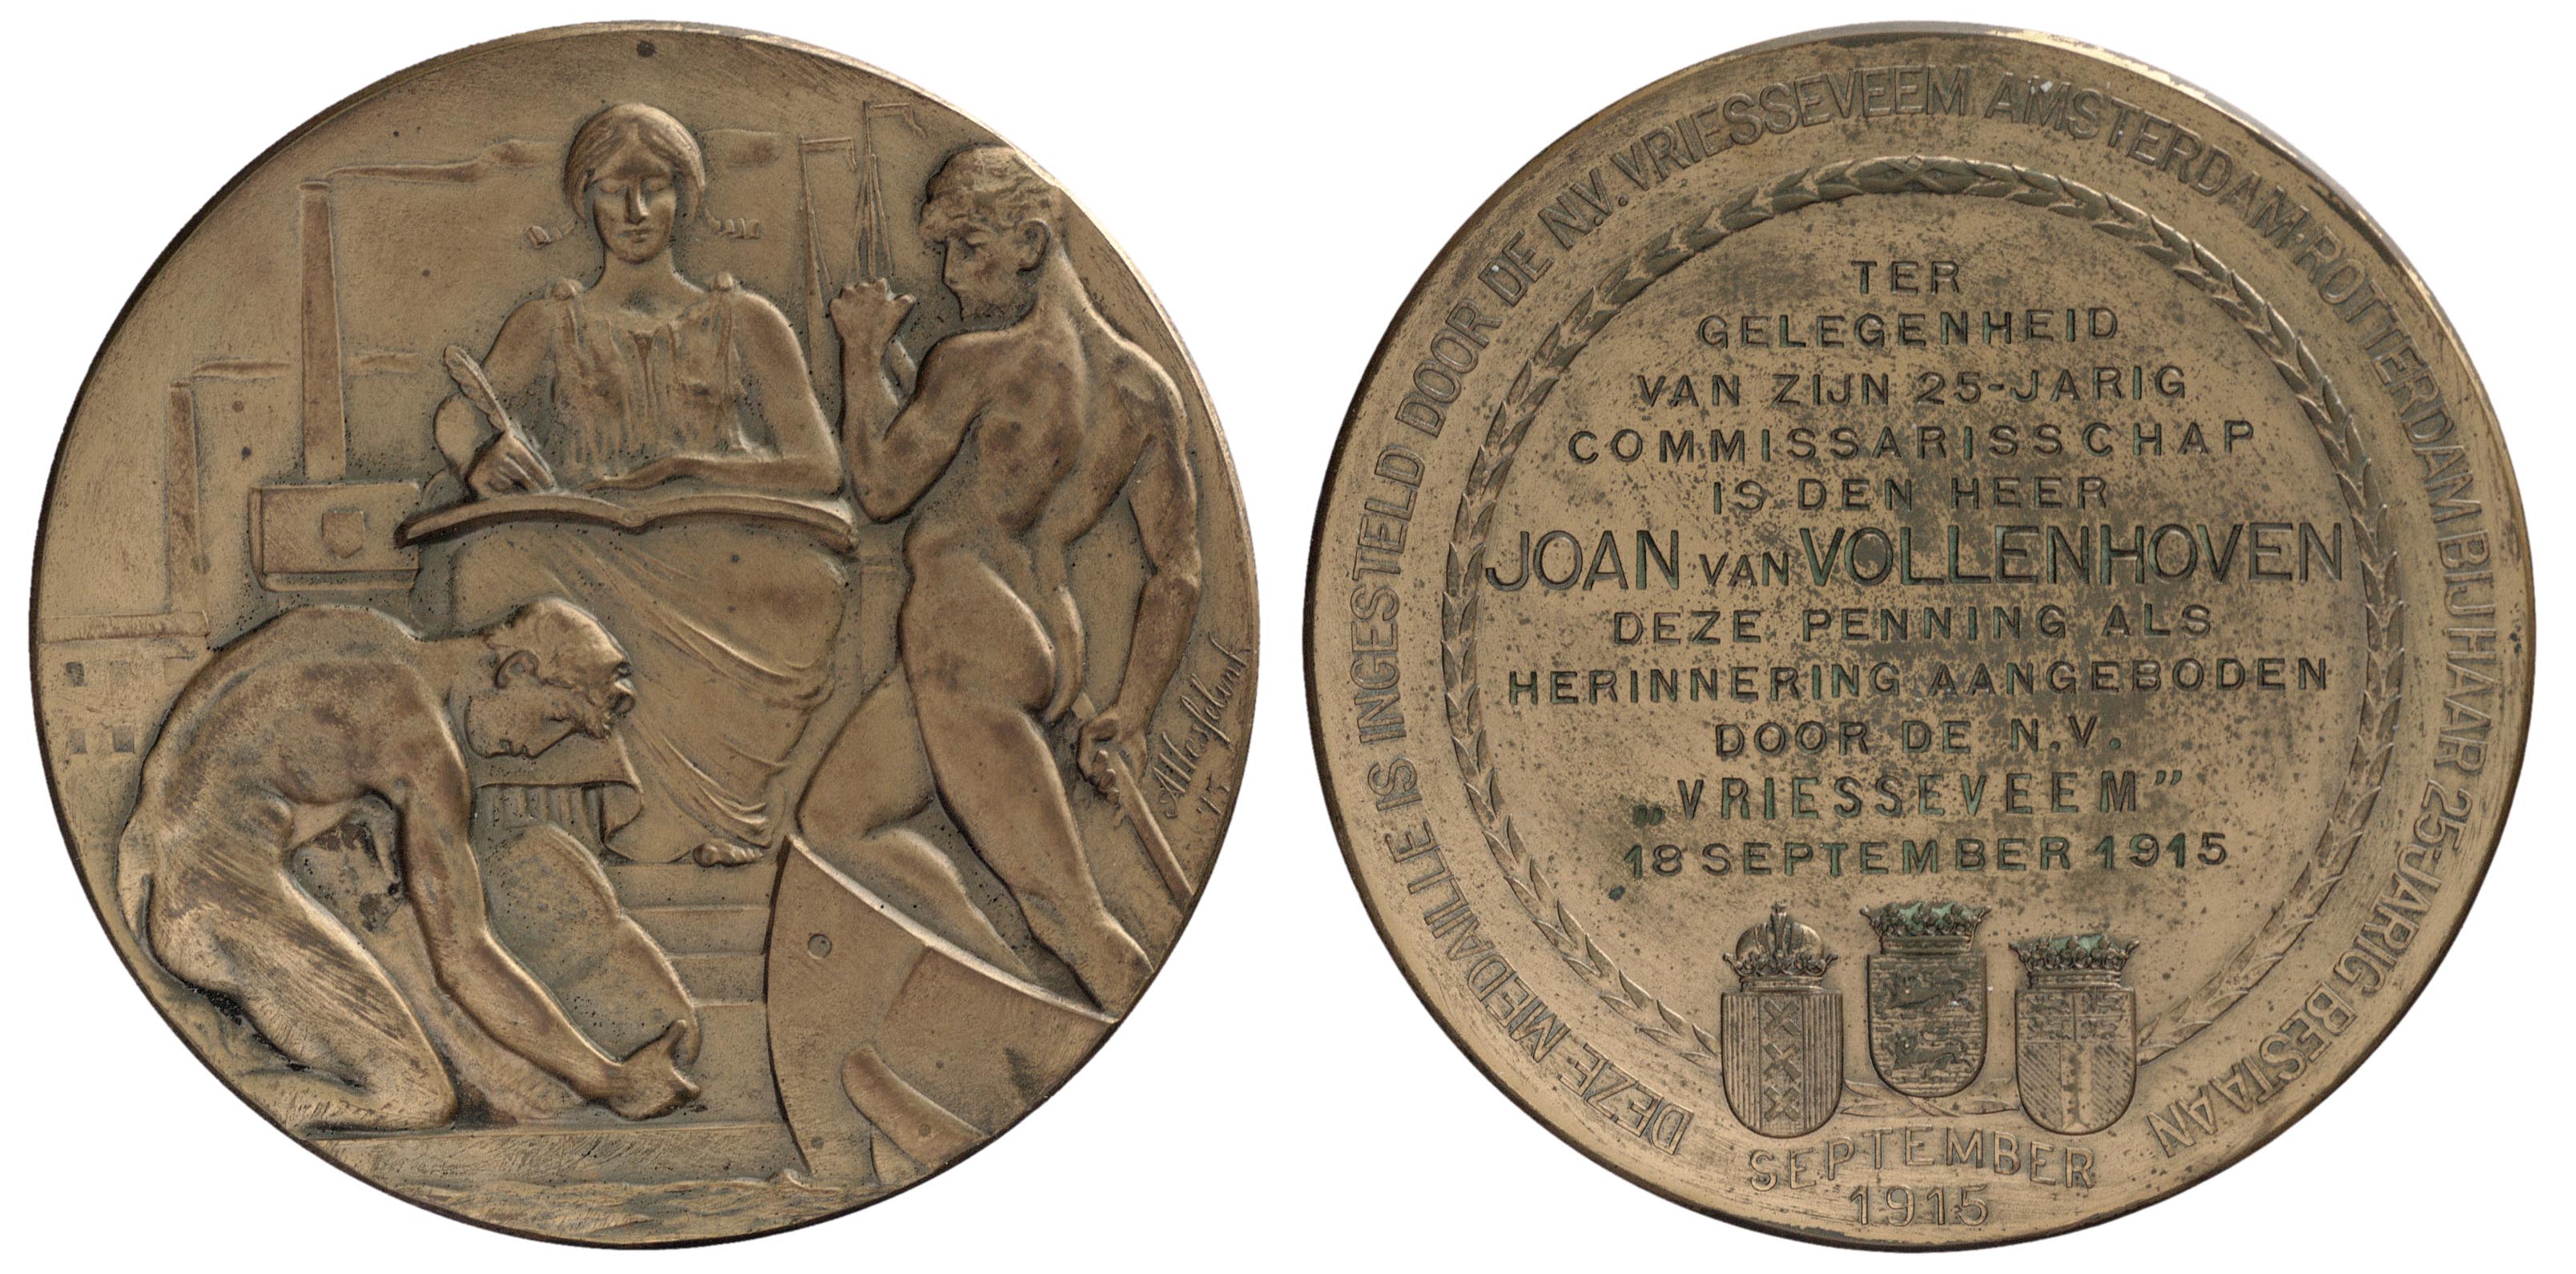 A Hesselink
'15
DEZE MEDAILLE IS INGESTELD DOOR DE N.V. VRIESSEVEEM AMSTERDAM-ROTTERDAM BIJ HAAR 25-JARIG BESTAAN
TER
GELEGENHEID
VAN ZIJN 25-JARIG
COMMISSARISSCHAP
IS DEN HEER
JOAN VAN VOLLENHOVEN
DEZE PENNING ALS
HERINNERING AANGEBODEN
DOOR DE N.V.
„VRIESSEVEEM”
18 SEPTEMBER 1915
SEPTEMBER
1915